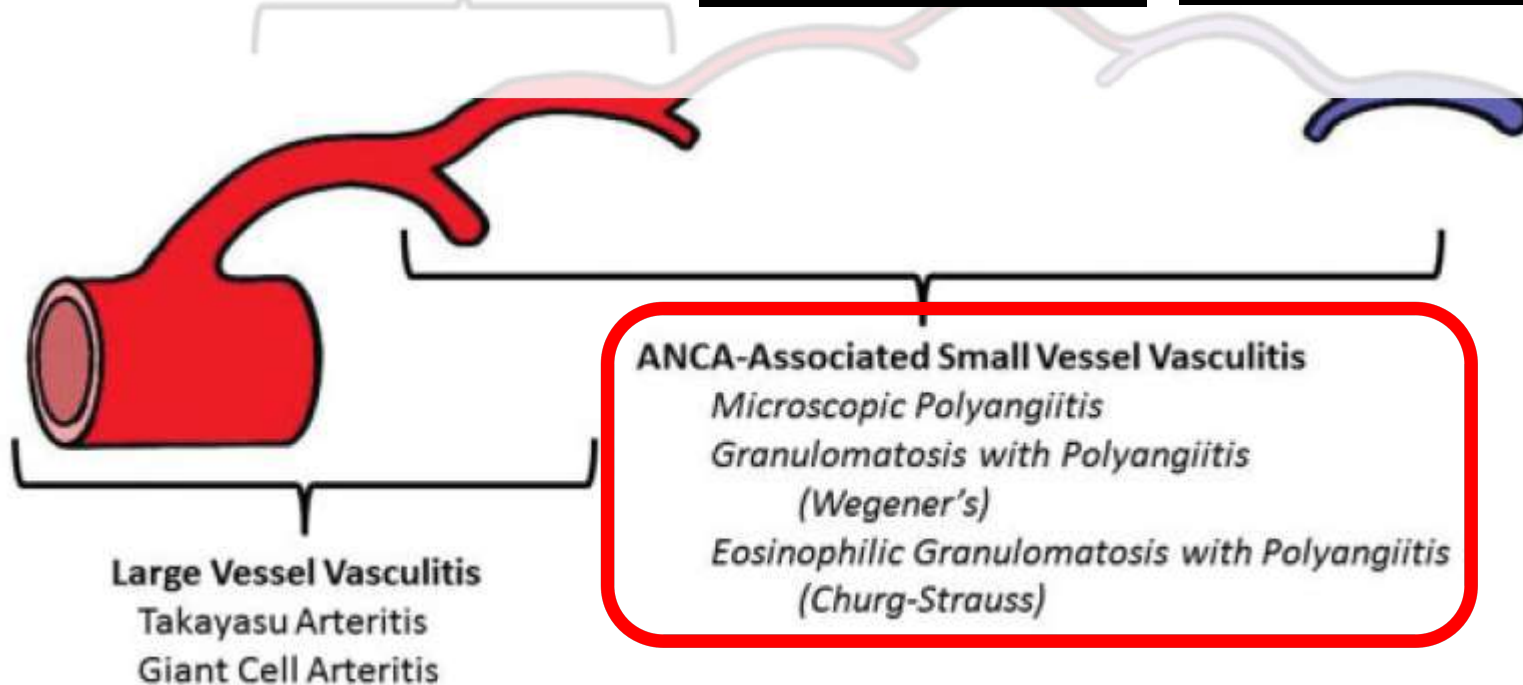 ANCA-Associated Small Vessel Vasculitis
Microscopic Polyangiitis
Granulomatosis with Polyangiitis
(Wegener's)
Eosinophilic Granulomatosis with Polyangiitis
(Churg-Strauss)
Large Vessel Vasculitis
Takayasu Arteritis
Giant Cell Arteritis